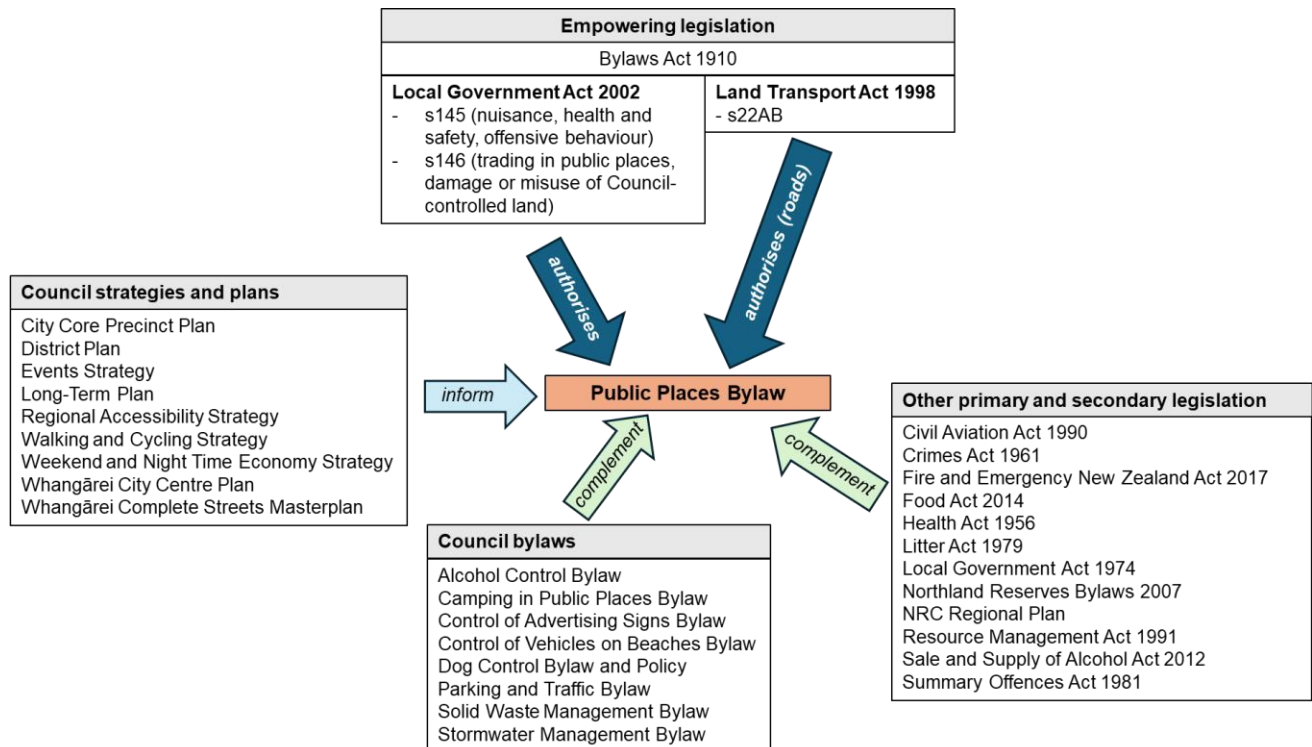 Empowering legislation
Bylaws Act 1910
Local Government Act 2002
- s145 (nuisance, health and
safety, offensive behaviour)
- s146 (trading in public places,
damage or misuse of Council-
controlled land)
Land Transport Act 1998
- s22AB
authorises
authorises (roads)
Council strategies and plans
City Core Precinct Plan
District Plan
Events Strategy
Long-Term Plan
Regional Accessibility Strategy
Walking and Cycling Strategy
Weekend and Night Time Economy Strategy
Whangārei City Centre Plan
Whangārei Complete Streets Masterplan
inform
Public Places Bylaw
complement
complement
Council bylaws
Alcohol Control Bylaw
Camping in Public Places Bylaw
Control of Advertising Signs Bylaw
Control of Vehicles on Beaches Bylaw
Dog Control Bylaw and Policy
Parking and Traffic Bylaw
Solid Waste Management Bylaw
Stormwater Management Bylaw
Other primary and secondary legislation
Civil Aviation Act 1990
Crimes Act 1961
Fire and Emergency New Zealand Act 2017
Food Act 2014
Health Act 1956
Litter Act 1979
Local Government Act 1974
Northland Reserves Bylaws 2007
NRC Regional Plan
Resource Management Act 1991
Sale and Supply of Alcohol Act 2012
Summary Offences Act 1981